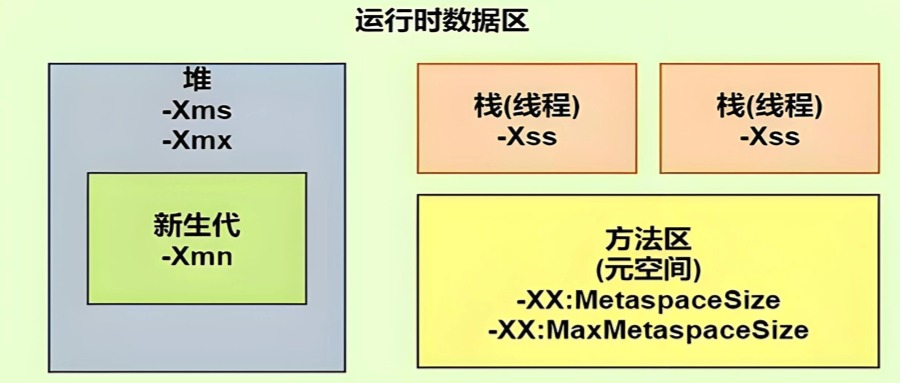 运行时数据区
堆
-Xms
-Xmx
新生代
-Xmn
栈(线程)
-Xss
栈(线程)
-Xss
方法区
(元空间)
-XX:MetaspaceSize
-XX:MaxMetaspaceSize